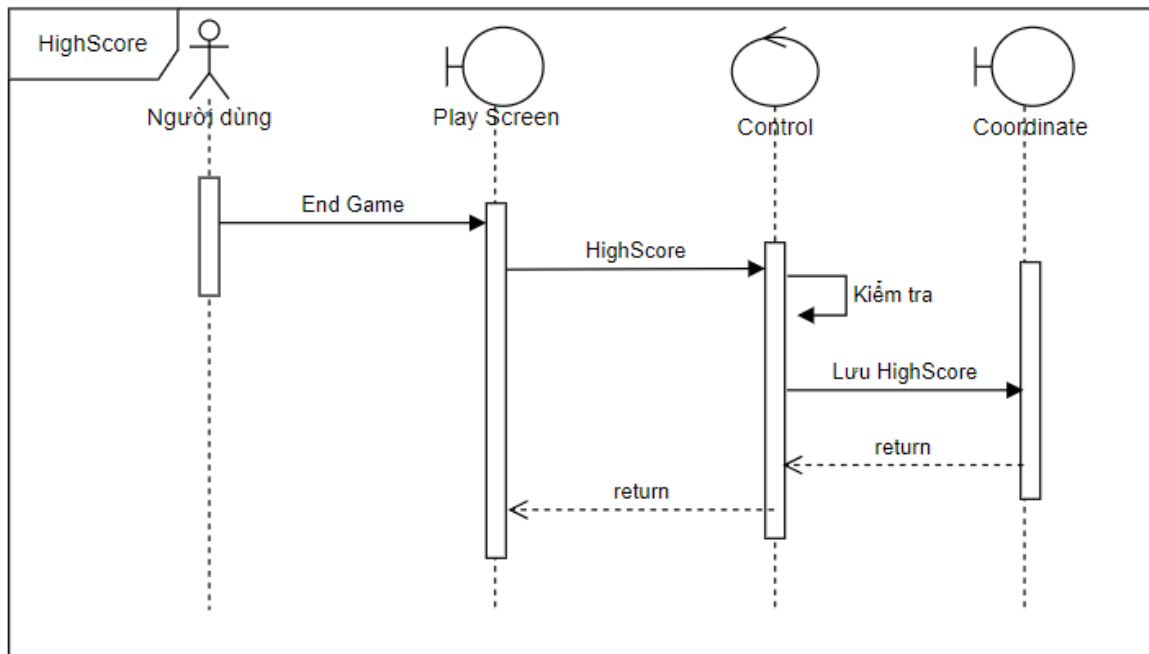 HighScore
Người dùng
Play Screen
Control
Coordinate
End Game
HighScore
Kiểm tra
Lưu HighScore
return
return